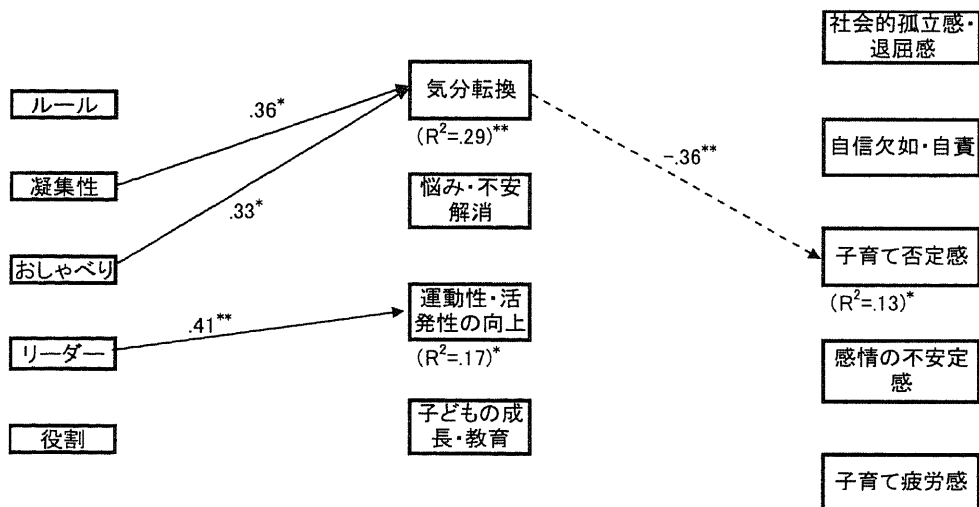 ルール
凝集性
おしゃべり
リーダー
役割
.36*
.33*
.41**
気分転換
(R²=.29)**
悩み・不安
解消
運動性・活
発性の向上
(R²=.17)*
子どもの成
長・教育
-.36**
社会的孤立感・
退屈感
自信欠如・自責
子育て否定感
(R²=.13)*
感情の不安定
感
子育て疲労感